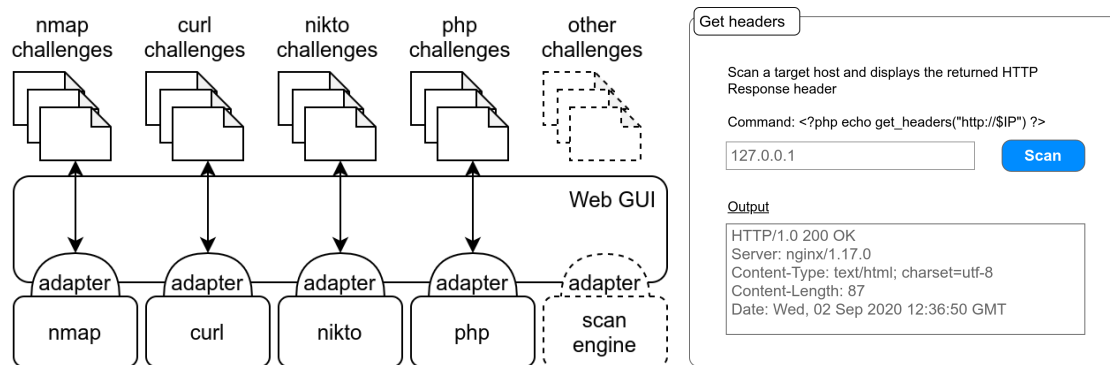 nmap
challenges
curl
challenges
nikto
challenges
php
challenges
other
challenges
Web GUI
adapter
adapter
adapter
adapter
adapter
nmap
curl
nikto
php
scan
engine
Get headers
Scan a target host and displays the returned HTTP
Response header
Command: <?php echo get_headers("http://$IP") ?>
127.0.0.1
Scan
Output
HTTP/1.0 200 OK
Server: nginx/1.17.0
Content-Type: text/html; charset=utf-8
Content-Length: 87
Date: Wed, 02 Sep 2020 12:36:50 GMT